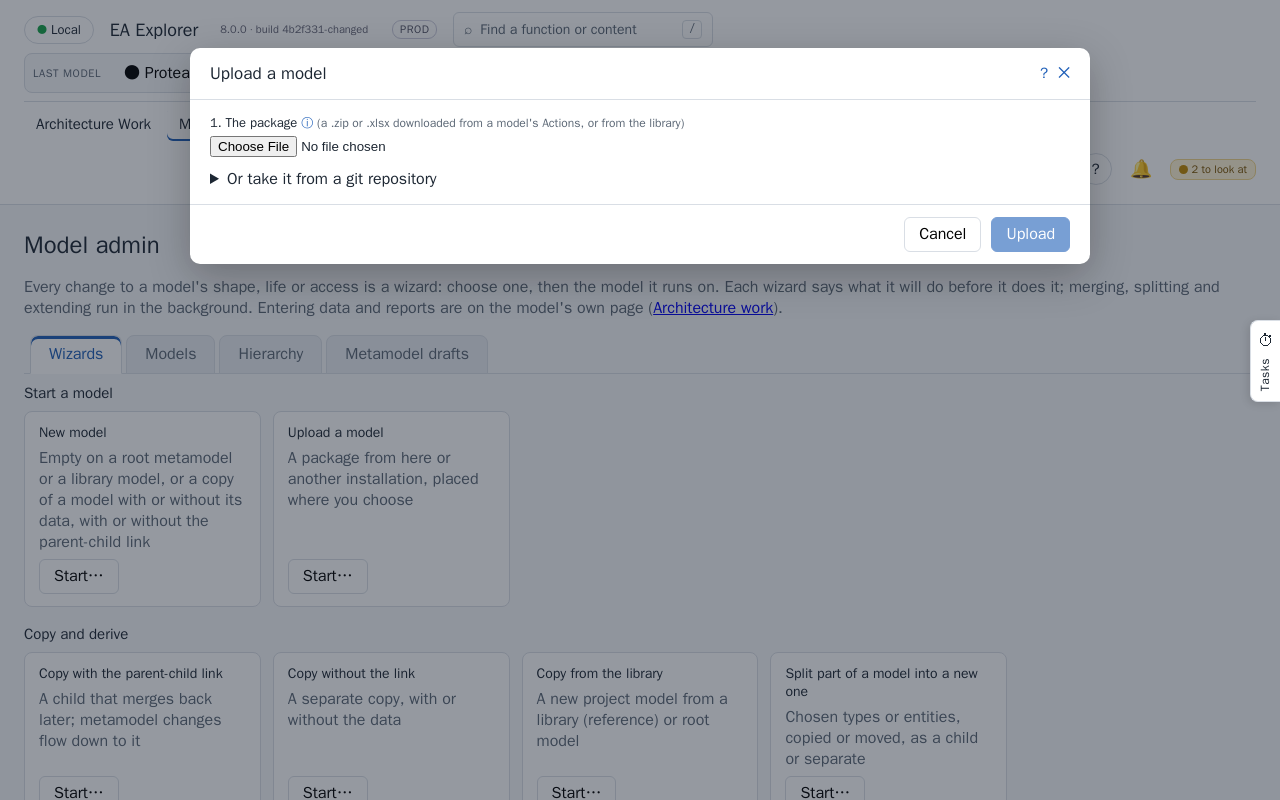 Local
EA Explorer
8.0.0 · build 4b2f331-changed
PROD
Find a function or content
/
LAST MODEL
Protea
Upload a model
?
1. The package ⓘ (a .zip or .xlsx downloaded from a model's Actions, or from the library)
Choose File No file chosen
Or take it from a git repository
Cancel
Upload
Architecture Work
M
?
2 to look at
Model admin
Every change to a model's shape, life or access is a wizard: choose one, then the model it runs on. Each wizard says what it will do before it does it; merging, splitting and
extending run in the background. Entering data and reports are on the model's own page (Architecture work).
Wizards
Models
Hierarchy
Metamodel drafts
Tasks
Start a model
New model
Empty on a root metamodel
or a library model, or a copy
of a model with or without its
data, with or without the
parent-child link
Start···
Upload a model
A package from here or
another installation, placed
where you choose
Start···
Copy and derive
Copy with the parent-child link
A child that merges back
later; metamodel changes
flow down to it
Start···
Copy without the link
A separate copy, with or
without the data
Start···
Copy from the library
A new project model from a
library (reference) or root
model
Start···
Split part of a model into a new
one
Chosen types or entities,
copied or moved, as a child
or separate
Start···